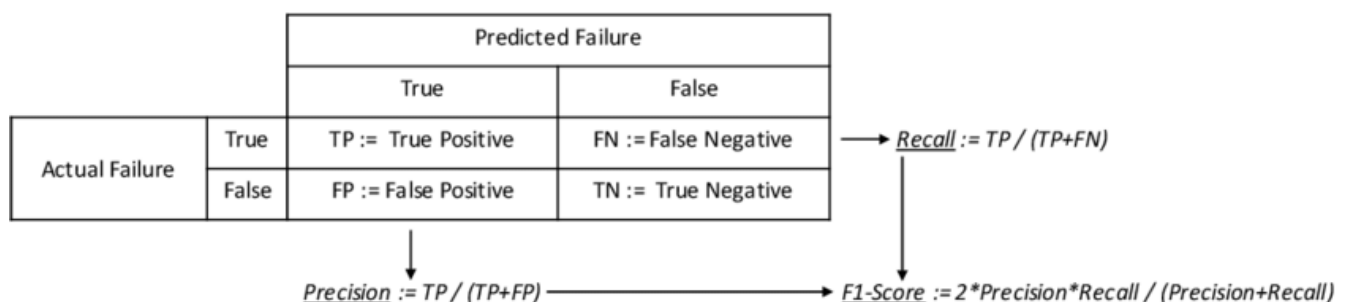 Predicted Failure
True False
Actual Failure True TP := True Positive FN := False Negative Recall := TP / (TP+FN)
False FP := False Positive TN := True Negative
Precision := TP / (TP+FP) F1-Score := 2*Precision*Recall / (Precision+Recall)